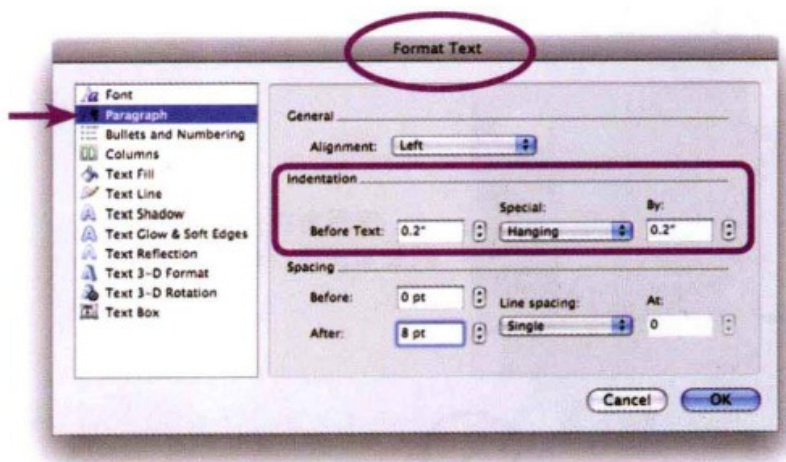 Format Text
Font
Paragraph
Bullets and Numbering
Columns
Text Fill
Text Line
Text Shadow
Text Glow & Soft Edges
Text Reflection
Text 3-D Format
Text 3-D Rotation
Text Box
General
Alignment: Left
Indentation
Special: By:
Before Text: 0.2" Hanging 0.2"
Spacing
Before: 0 pt Line spacing: At:
After: 8 pt Single 0
Cancel OK